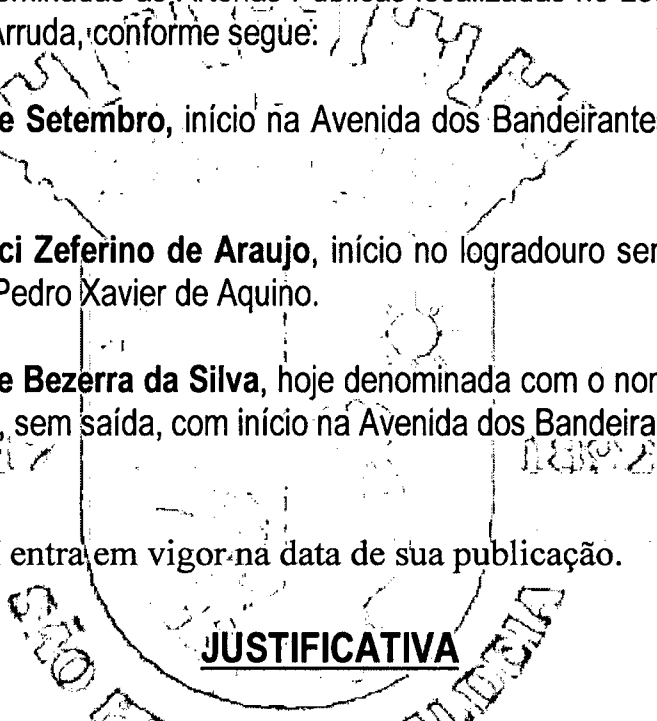 Arruda, conforme segue:
e Setembro, início na Avenida dos Bandeirante
ci Zeferino de Araujo, início no logradouro ser
Pedro Xavier de Aquino.
e Bezerra da Silva, hoje denominada com o nor
, sem saída, com início na Avenida dos Bandeira
1892
entra em vigor na data de sua publicação.
JUSTIFICATIVA
SÃO